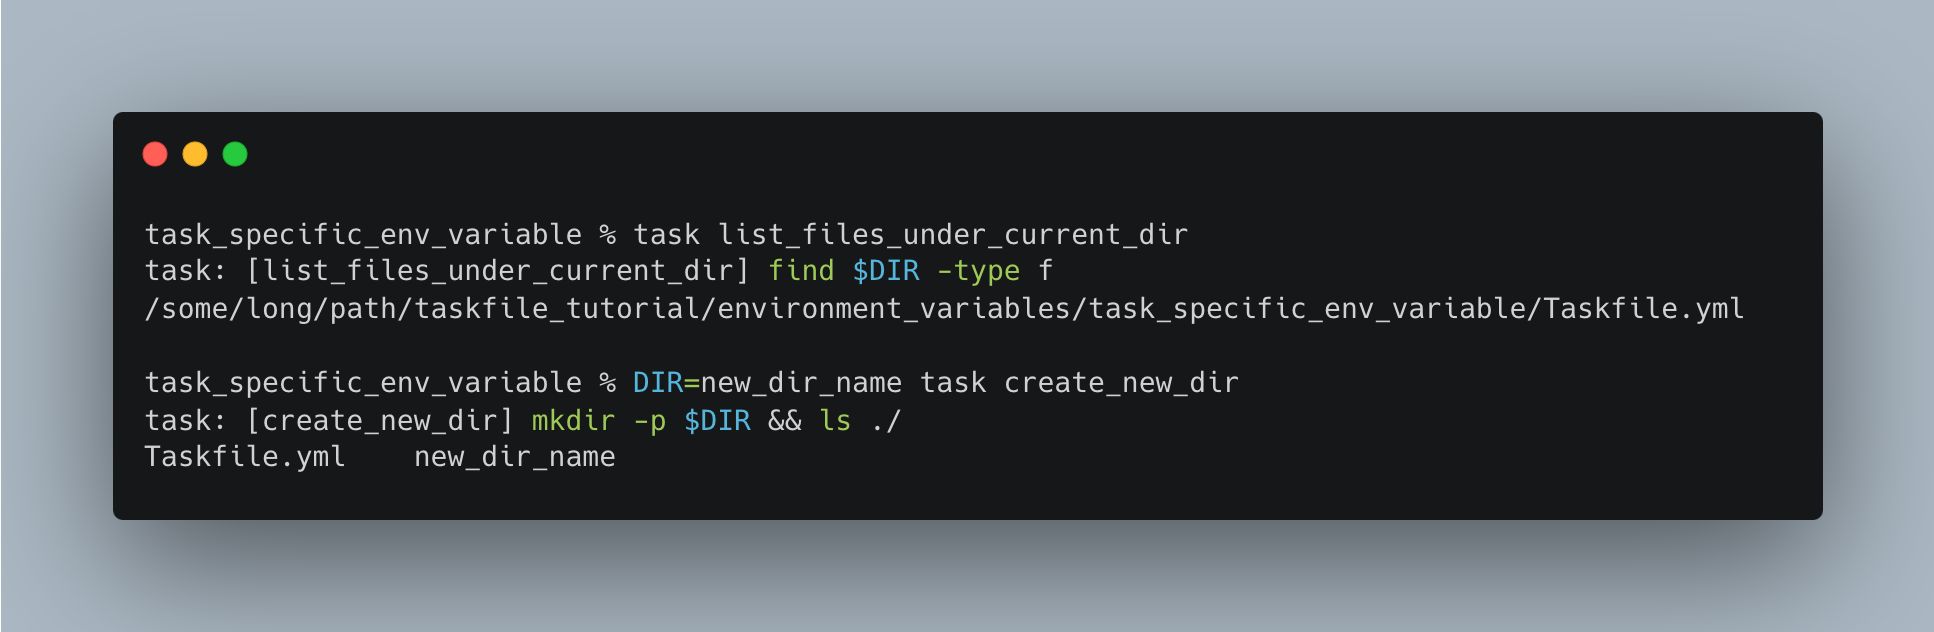 task_specific_env_variable % task list_files_under_current_dir
task: [list_files_under_current_dir] find $DIR -type f
/some/long/path/taskfile_tutorial/environment_variables/task_specific_env_variable/Taskfile.yml
task_specific_env_variable % DIR=new_dir_name task create_new_dir
task: [create_new_dir] mkdir -p $DIR && ls ./
Taskfile.yml    new_dir_name